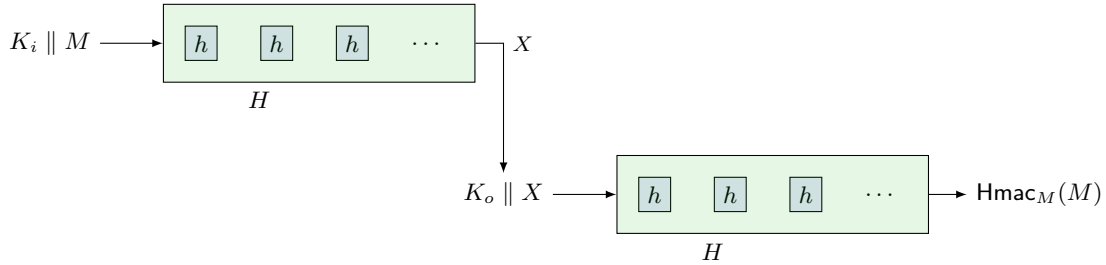 K_i ∥ M h h h ⋯ X
H
K_o ∥ X h h h ⋯ Hmac_M(M)
H